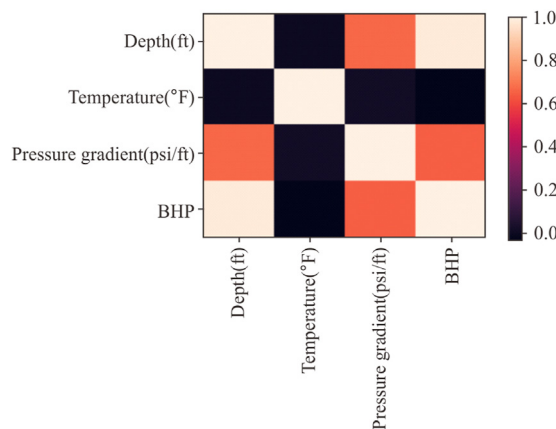 Depth(ft)
Temperature(°F)
Pressure gradient(psi/ft)
BHP
Depth(ft)
Temperature(°F)
Pressure gradient(psi/ft)
BHP
1.0
0.8
0.6
0.4
0.2
0.0